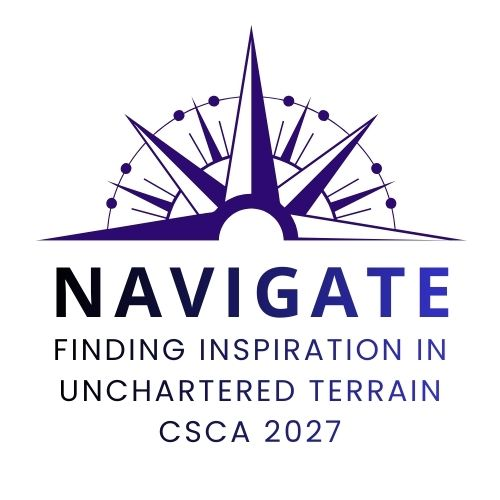 NAVIGATE
FINDING INSPIRATION IN
UNCHARTERED TERRAIN
CSCA 2027